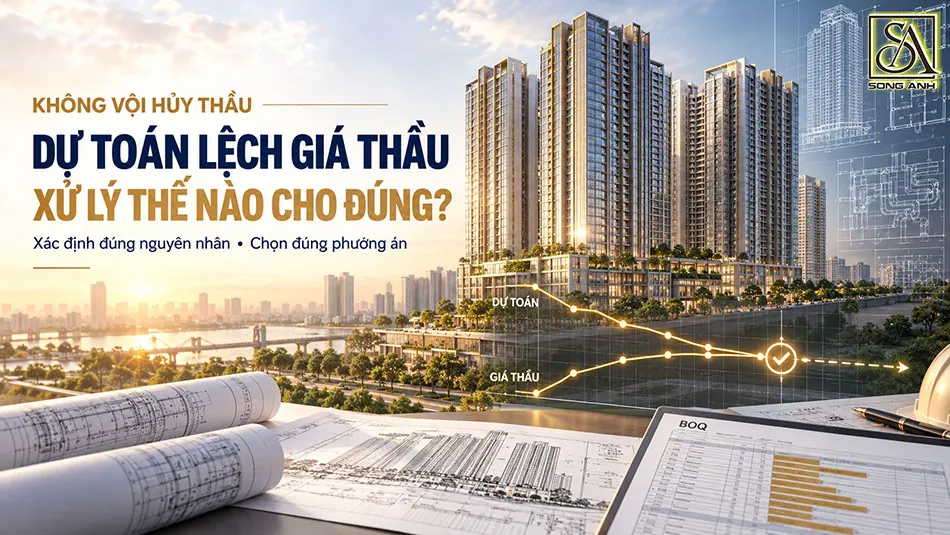 KHÔNG VỘI HỦY THẦU
DỰ TOÁN LỆCH GIÁ THẦU
XỬ LÝ THẾ NÀO CHO ĐÚNG?
Xác định đúng nguyên nhân • Chọn đúng phương án
SA
SONG ANH
DỰ TOÁN
GIÁ THẦU
BOQ